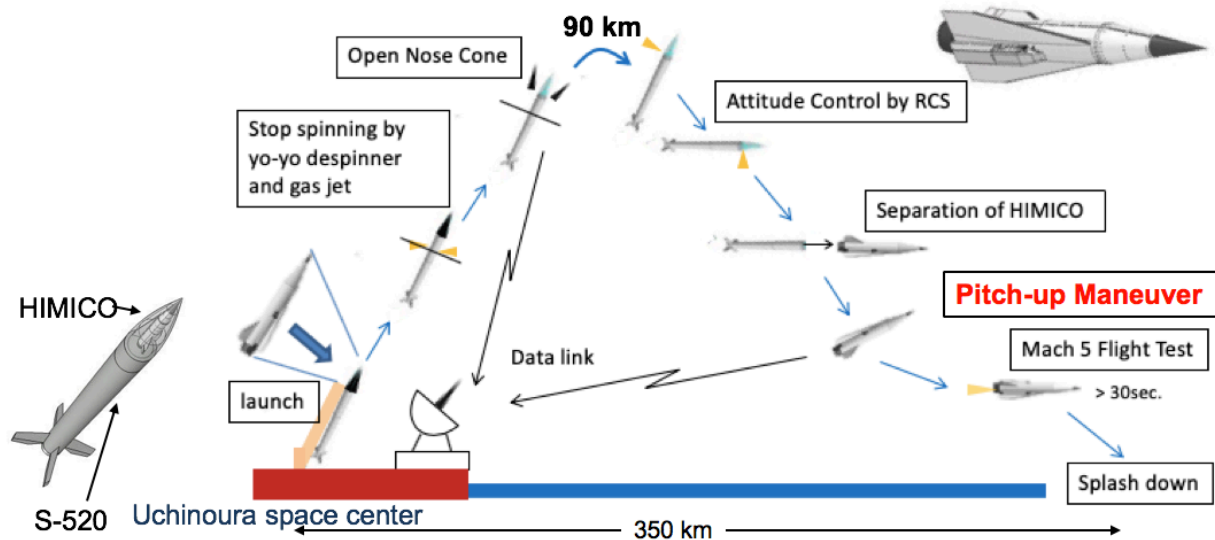 90 km
Open Nose Cone
Attitude Control by RCS
Stop spinning by
yo-yo despinner
and gas jet
Separation of HIMICO
HIMICO
Pitch-up Maneuver
Mach 5 Flight Test
Data link
launch
> 30sec.
Splash down
S-520
Uchinoura space center
350 km